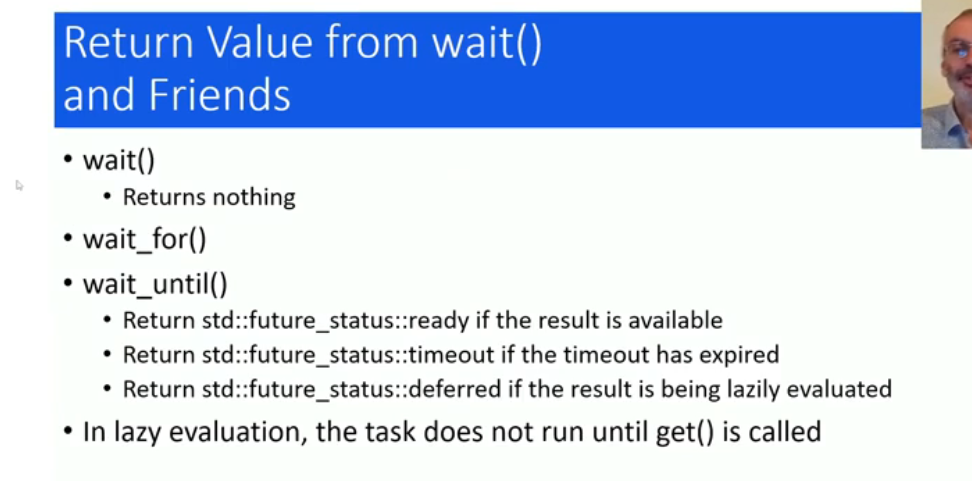 Return Value from wait()
and Friends
• wait()
• Returns nothing
• wait_for()
• wait_until()
• Return std::future_status::ready if the result is available
• Return std::future_status::timeout if the timeout has expired
• Return std::future_status::deferred if the result is being lazily evaluated
• In lazy evaluation, the task does not run until get() is called